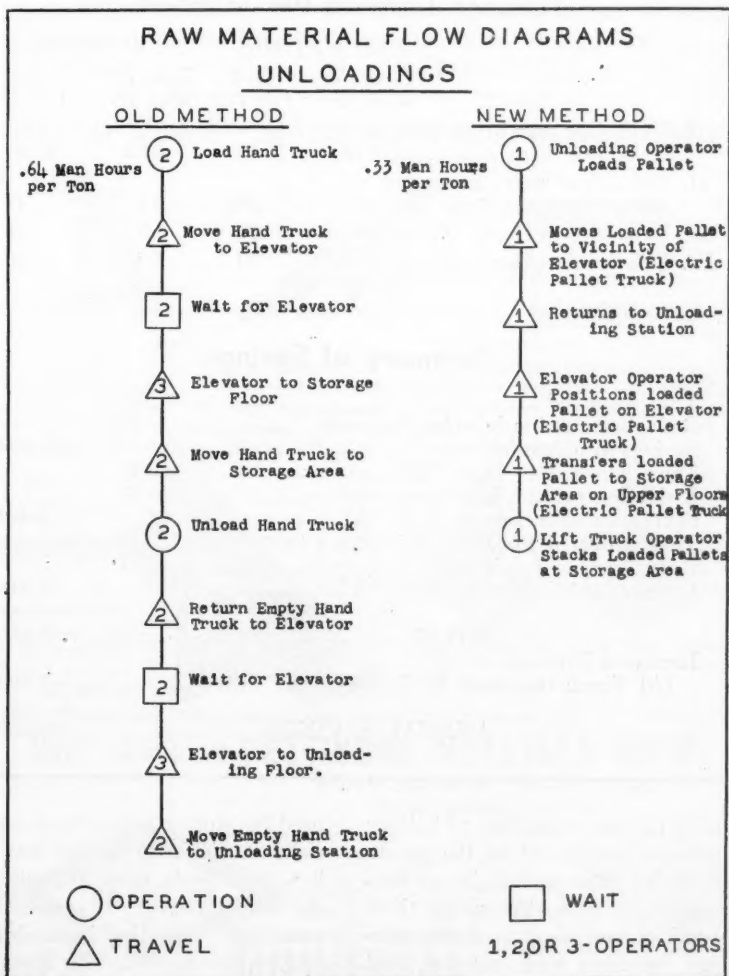 RAW MATERIAL FLOW DIAGRAMS
UNLOADINGS
OLD METHOD
.64 Man Hours
per Ton
2 Load Hand Truck
2 Move Hand Truck
to Elevator
2 Wait for Elevator
3 Elevator to Storage
Floor
2 Move Hand Truck to
Storage Area
2 Unload Hand Truck
2 Return Empty Hand
Truck to Elevator
2 Wait for Elevator
3 Elevator to Unload-
ing Floor.
2 Move Empty Hand Truck
to Unloading Station
NEW METHOD
.33 Man Hours
per Ton
1 Unloading Operator
Loads Pallet
1 Moves Loaded Pallet
to Vicinity of
Elevator (Electric
Pallet Truck)
1 Returns to Unload-
ing Station
1 Elevator Operator
Positions loaded
Pallet on Elevator
(Electric Pallet
Truck)
1 Transfers loaded
Pallet to Storage
Area on Upper Floors
(Electric Pallet Truck
1 Lift Truck Operator
Stacks Loaded Pallets
at Storage Area
OPERATION
TRAVEL
WAIT
1,2,OR 3-OPERATORS